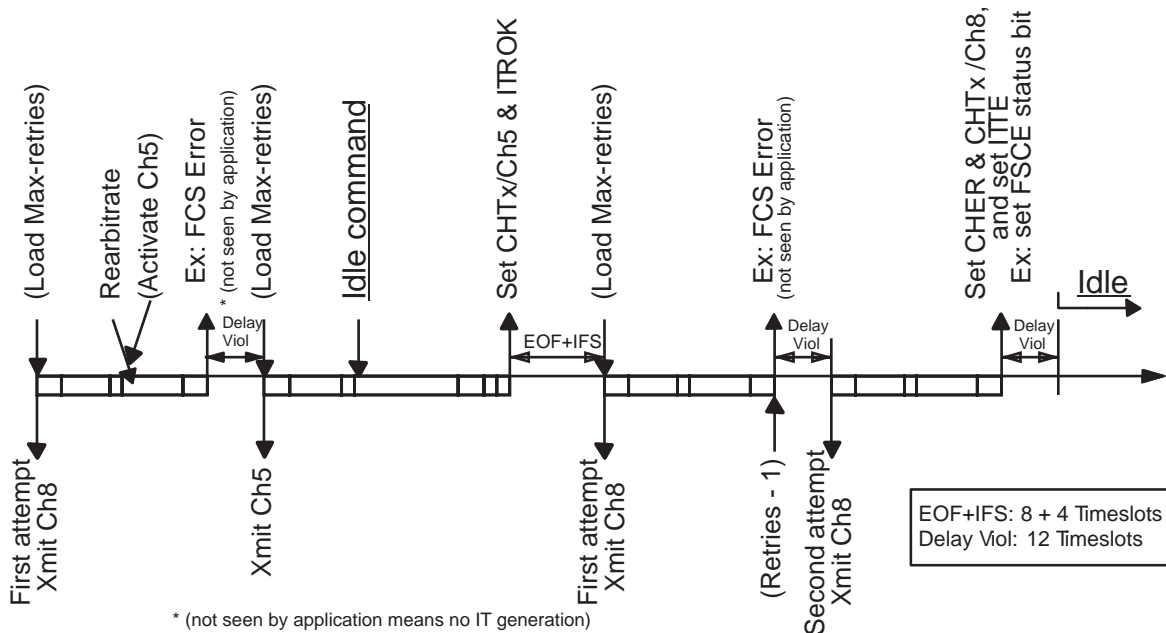 (Load Max-retries)
Rearbitrate
(Activate Ch5)
Ex: FCS Error
* (not seen by application)
(Load Max-retries)
Idle command
Set CHTx/Ch5 & ITROK
(Load Max-retries)
Ex: FCS Error
(not seen by application)
Set CHER & CHTx /Ch8,
and set ITTE
Ex: set FSCE status bit
Idle
Delay
Viol
EOF+IFS
Delay
Viol
Delay
Viol
First attempt
Xmit Ch8
Xmit Ch5
First attempt
Xmit Ch8
(Retries - 1)
Second attempt
Xmit Ch8
EOF+IFS: 8 + 4 Timeslots
Delay Viol: 12 Timeslots
* (not seen by application means no IT generation)